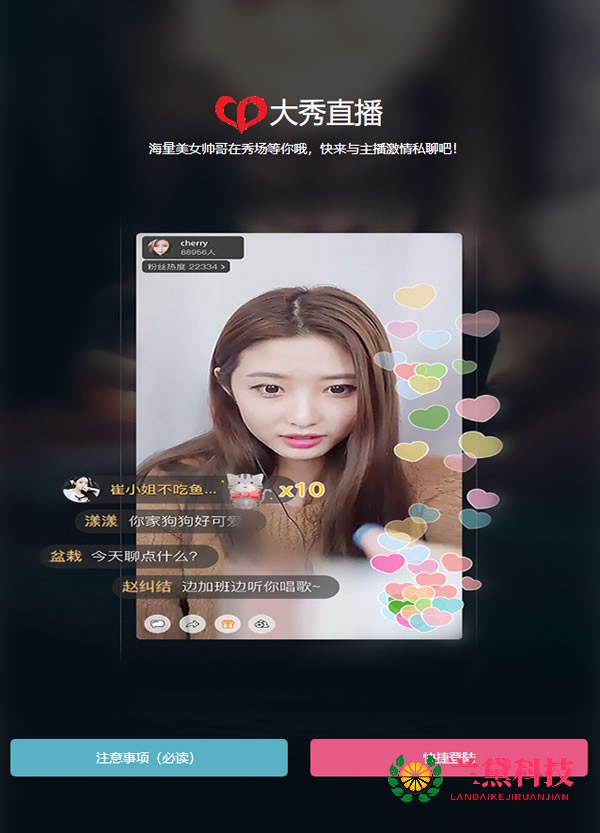 大秀直播
海量美女帅哥在秀场等你哦，快来与主播激情私聊吧！
cherry
88956人
粉丝热度 22334 >
崔小姐不吃鱼... x10
漾漾 你家狗狗好可爱
盆栽 今天聊点什么？
赵纠结 边加班边听你唱歌~
注意事项（必读）
快捷登陆
黛科技
LANDAIKEJIRUANJIAN